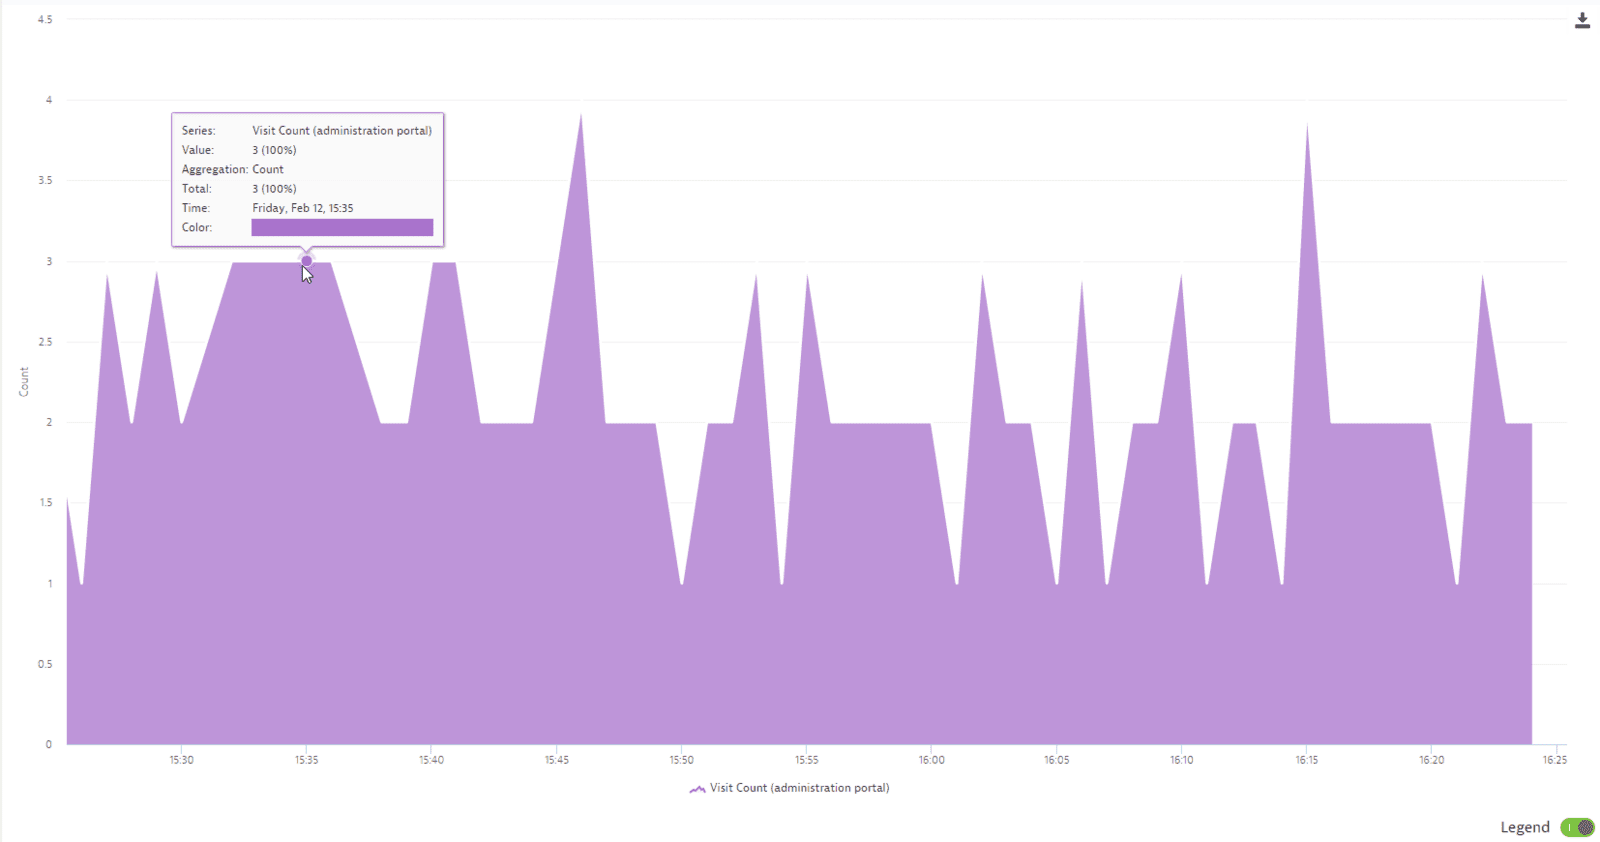 4.5
4
Series: Visit Count (administration portal)
Value: 3 (100%)
Aggregation: Count
Total: 3 (100%)
Time: Friday, Feb 12, 15:35
Color:
3.5
3
2.5
Count
2
1.5
1
0.5
0
15:30 15:35 15:40 15:45 15:50 15:55 16:00 16:05 16:10 16:15 16:20 16:25
Visit Count (administration portal)
Legend